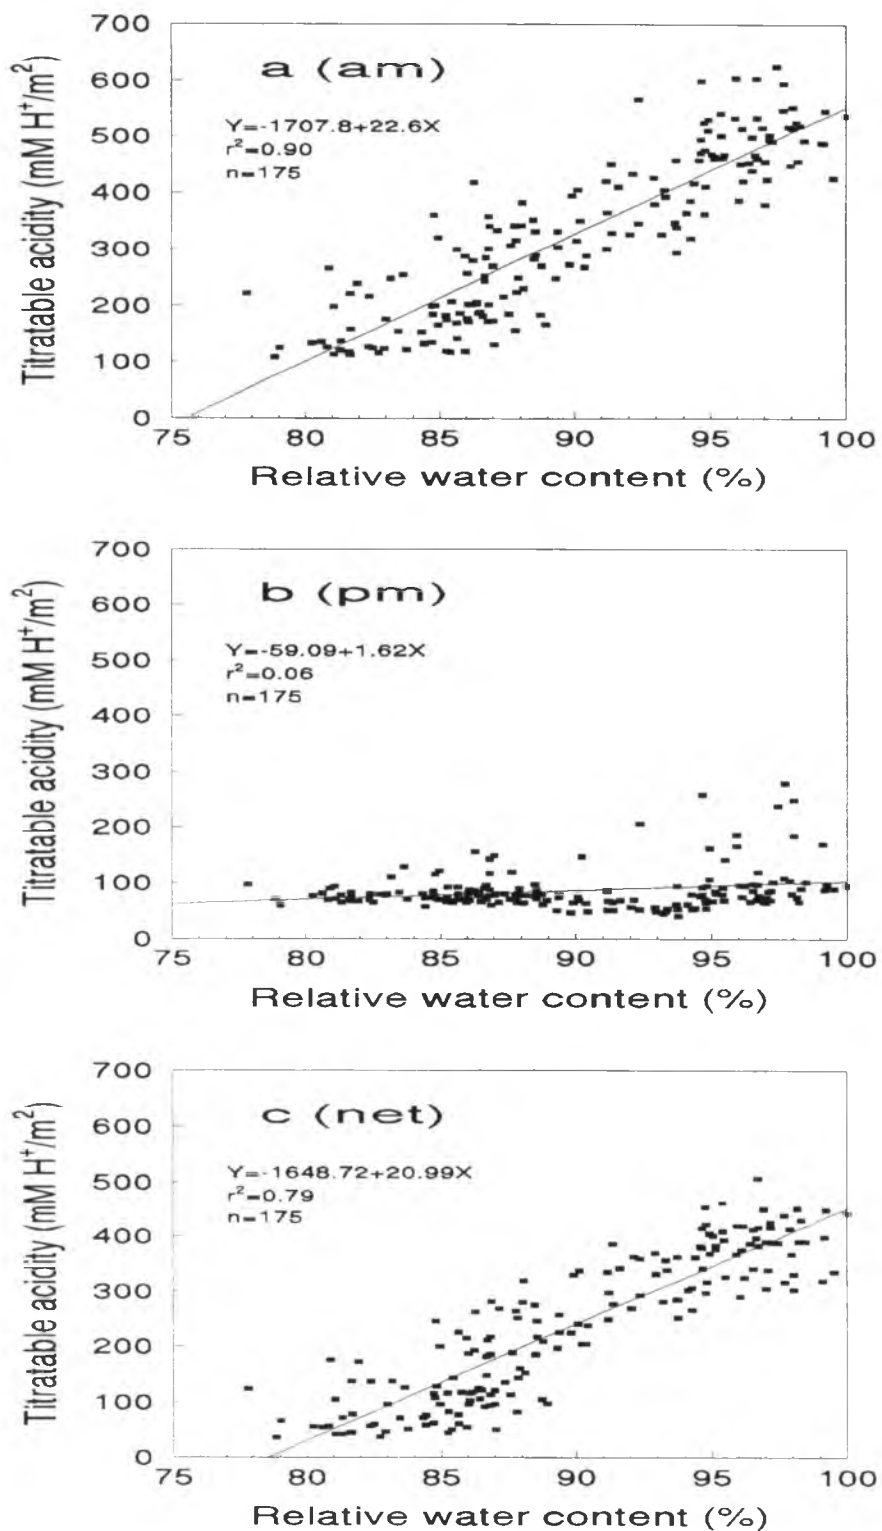 700
600
500
400
300
200
100
0
Titratable acidity (mM H⁺/m²)
a (am)
Y=-1707.8+22.6X
r²=0.90
n=175
75 80 85 90 95 100
Relative water content (%)
700
600
500
400
300
200
100
0
Titratable acidity (mM H⁺/m²)
b (pm)
Y=-59.09+1.62X
r²=0.06
n=175
75 80 85 90 95 100
Relative water content (%)
700
600
500
400
300
200
100
0
Titratable acidity (mM H⁺/m²)
c (net)
Y=-1648.72+20.99X
r²=0.79
n=175
75 80 85 90 95 100
Relative water content (%)